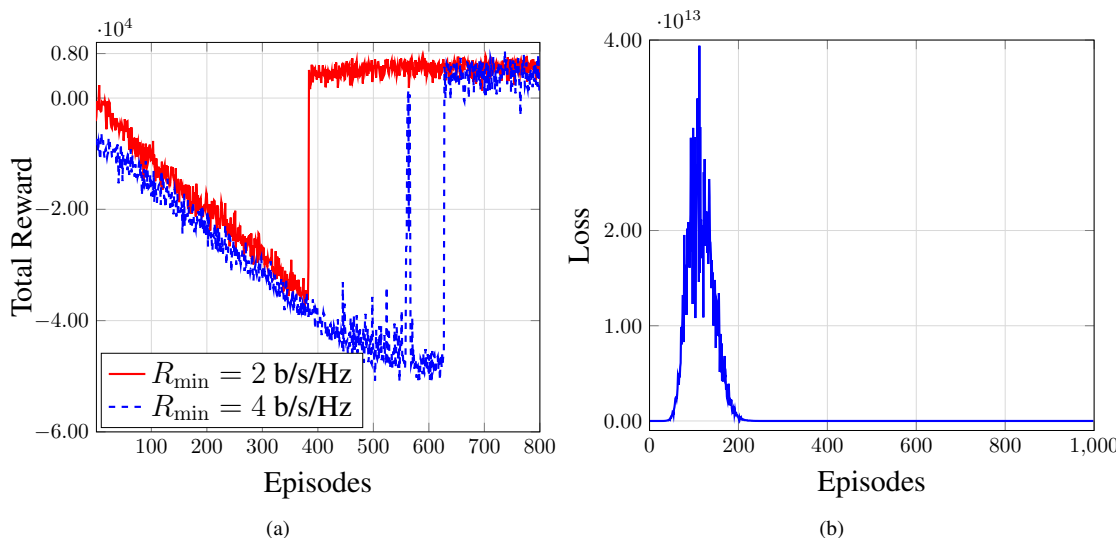 ·10^4
0.80
0.00
−2.00
−4.00
−6.00
Total Reward
R_min = 2 b/s/Hz
R_min = 4 b/s/Hz
100 200 300 400 500 600 700 800
Episodes
(a)
·10^13
4.00
2.00
1.00
0.00
Loss
0 200 400 600 800 1,000
Episodes
(b)